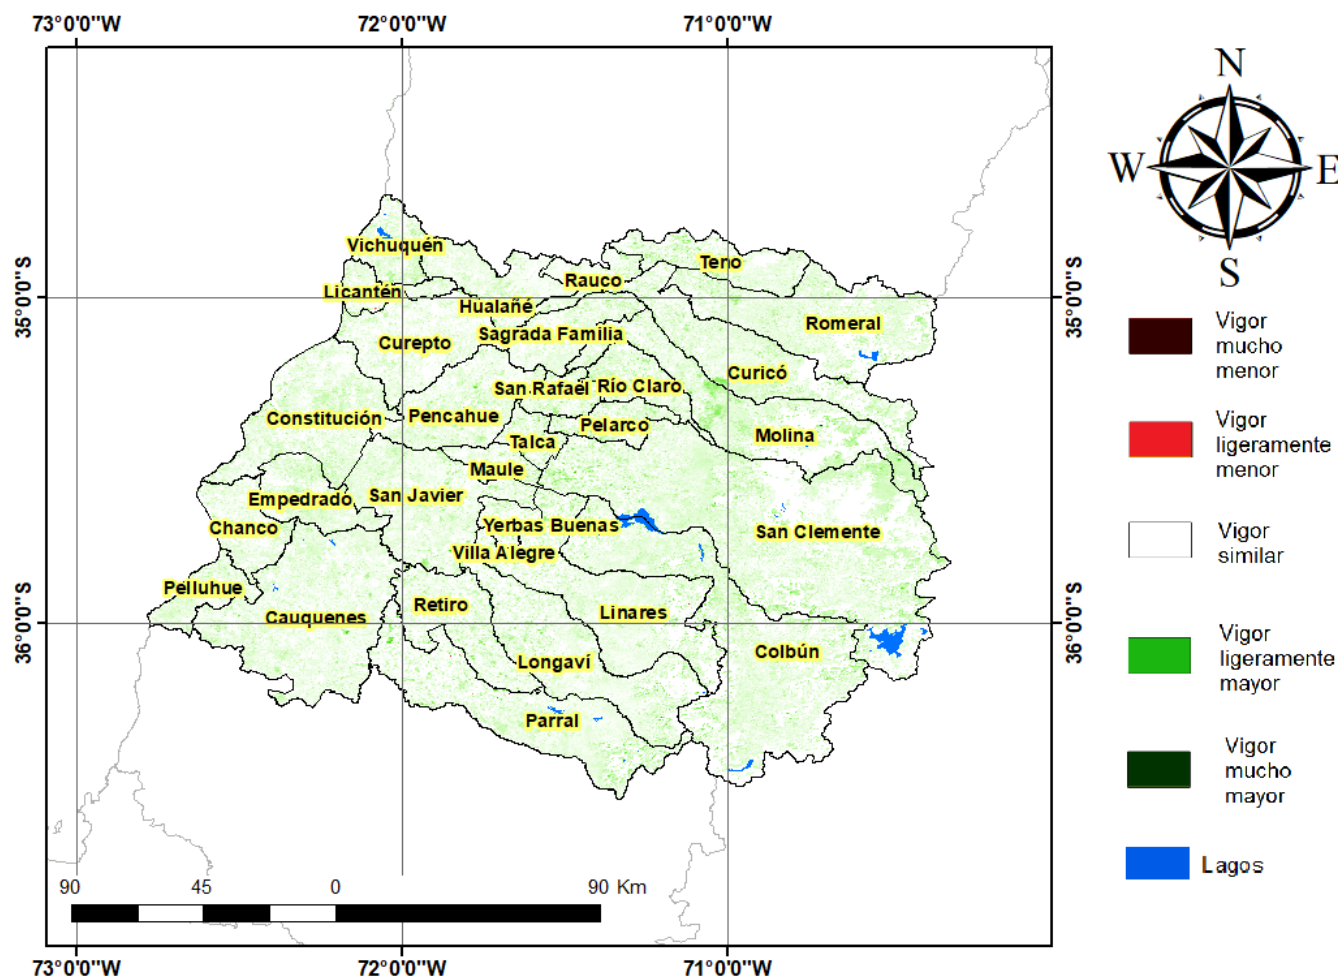 73°0'0"W
72°0'0"W
71°0'0"W
N
W
E
S
35°0'0"S
35°0'0"S
36°0'0"S
36°0'0"S
Vichuquén
Teno
Rauco
Licantén
Hualañé
Romeral
Sagrada Familia
Curepto
Curicó
San Rafaél
Río Claro
Pencahue
Constitución
Pelarco
Molina
Talca
Maule
San Javier
Empedrado
Yerbas Buenas
Chanco
San Clemente
Villa Alegre
Pelluhue
Retiro
Linares
Cauquenes
Colbún
Longaví
Parral
Vigor
mucho
menor
Vigor
ligeramente
menor
Vigor
similar
Vigor
ligeramente
mayor
Vigor
mucho
mayor
Lagos
90 45 0 90 Km
73°0'0"W
72°0'0"W
71°0'0"W